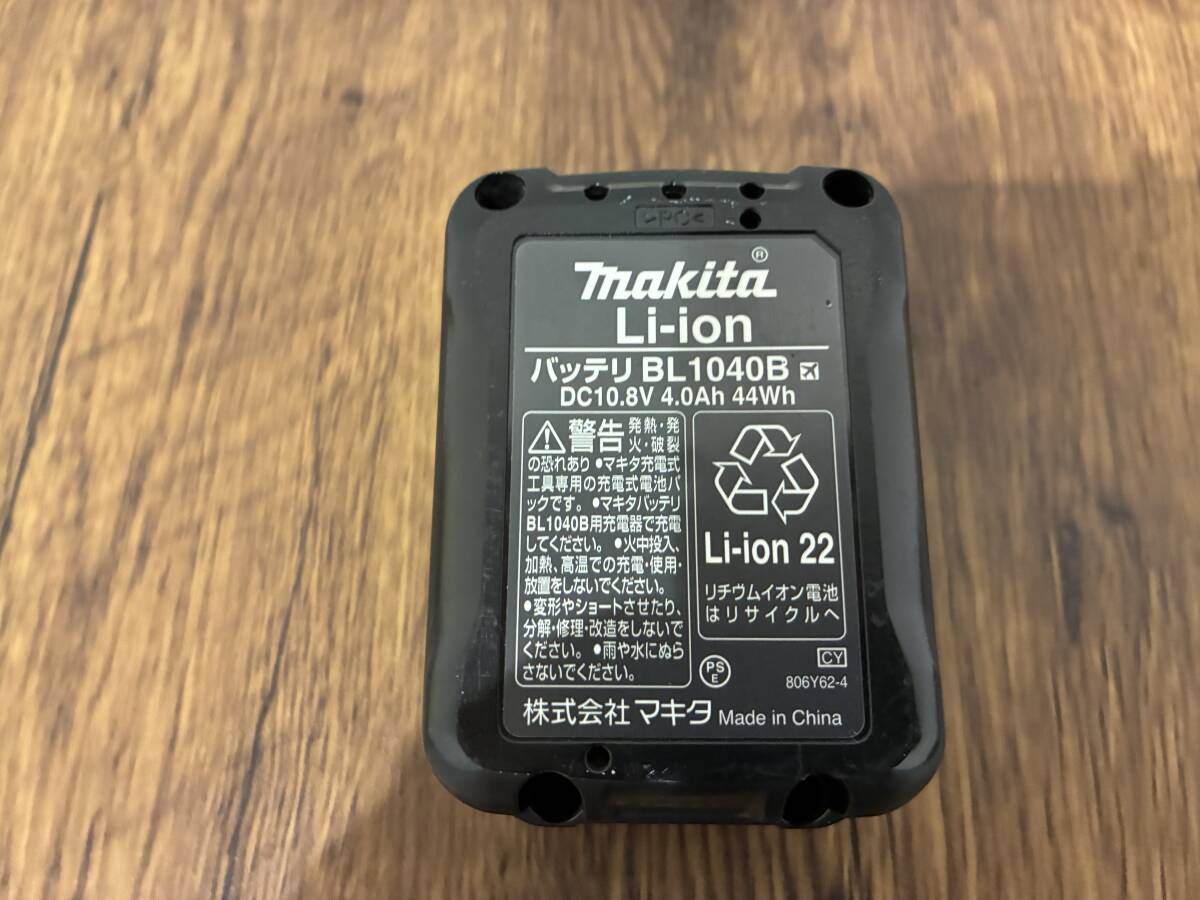 >PC<
makita®
Li-ion
バッテリ BL1040B
DC10.8V 4.0Ah 44Wh
警告 発熱・発
火・破裂
の恐れあり ●マキタ充電式
工具専用の充電式電池パ
ックです。 ●マキタバッテリ
BL1040B用充電器で充電
してください。 ●火中投入、
加熱、高温での充電・使用・
放置をしないでください。
●変形やショートさせたり、
分解・修理・改造をしないで
ください。 ●雨や水にぬら
さないでください。
Li-ion 22
リチウムイオン電池
はリサイクルへ
PS
E
CY
806Y62-4
株式会社 マキタ Made in China